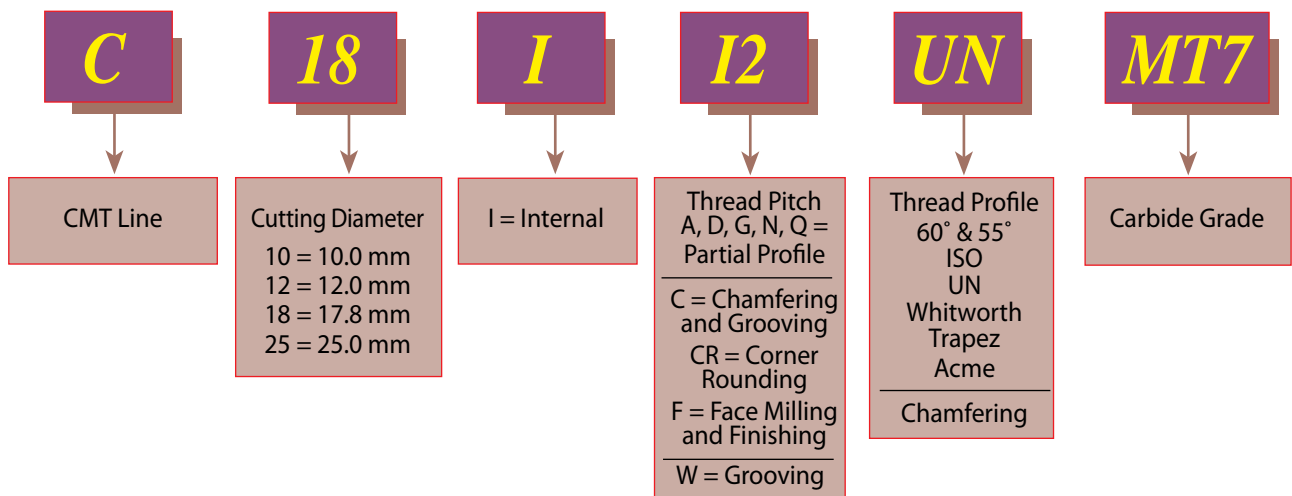 C
18
I
I2
UN
MT7
CMT Line
Cutting Diameter
10 = 10.0 mm
12 = 12.0 mm
18 = 17.8 mm
25 = 25.0 mm
I = Internal
Thread Pitch
A, D, G, N, Q =
Partial Profile
C = Chamfering
and Grooving
CR = Corner
Rounding
F = Face Milling
and Finishing
W = Grooving
Thread Profile
60° & 55°
ISO
UN
Whitworth
Trapez
Acme
Chamfering
Carbide Grade